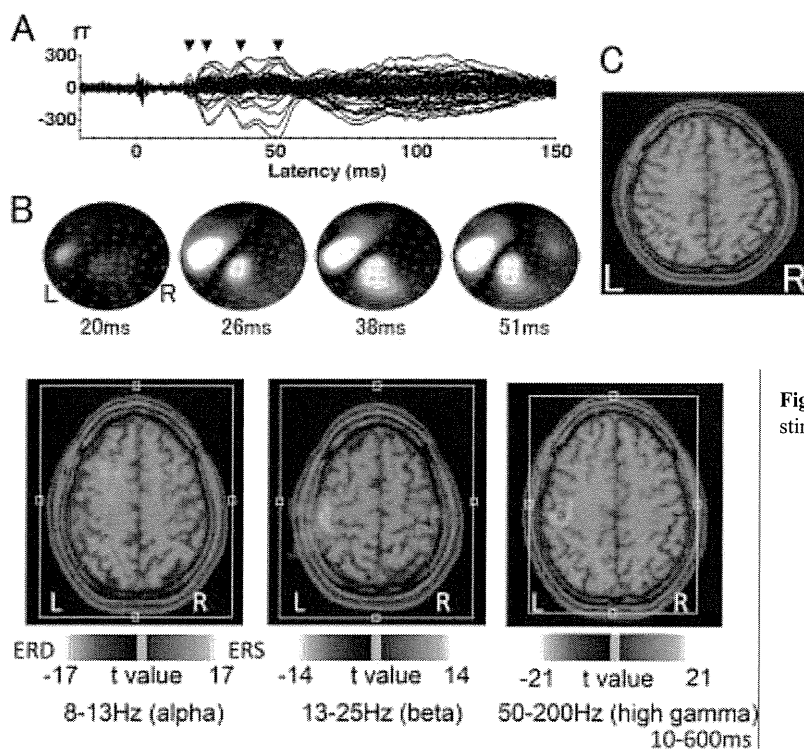 A
fT
C
300
0
-300
0
50
100
150
Latency (ms)
B
L
R
20ms
26ms
38ms
51ms
L
R
Fig
stin
L
R
L
R
L
R
ERD
ERS
-17
t value
17
-14
t value
14
-21
t value
21
8-13Hz (alpha)
13-25Hz (beta)
50-200Hz (high gamma)
10-600ms